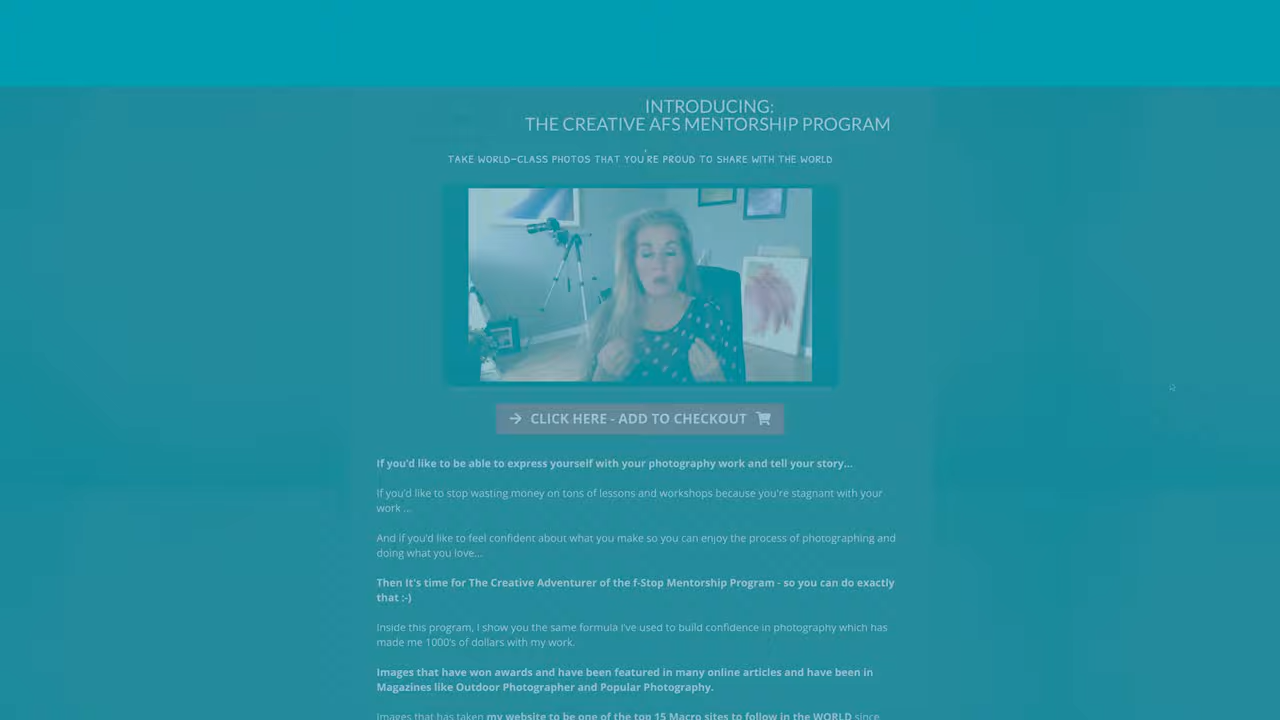 INTRODUCING:
THE CREATIVE AFS MENTORSHIP PROGRAM
TAKE WORLD-CLASS PHOTOS THAT YOU'RE PROUD TO SHARE WITH THE WORLD
CLICK HERE - ADD TO CHECKOUT
If you'd like to be able to express yourself with your photography work and tell your story...
If you'd like to stop wasting money on tons of lessons and workshops because you're stagnant with your
work ...
And if you'd like to feel confident about what you make so you can enjoy the process of photographing and
doing what you love...
Then It's time for The Creative Adventurer of the f-Stop Mentorship Program - so you can do exactly
that :-)
Inside this program, I show you the same formula I've used to build confidence in photography which has
made me 1000's of dollars with my work.
Images that have won awards and have been featured in many online articles and have been in
Magazines like Outdoor Photographer and Popular Photography.
Images that has taken my website to be one of the top 15 Macro sites to follow in the WORLD since